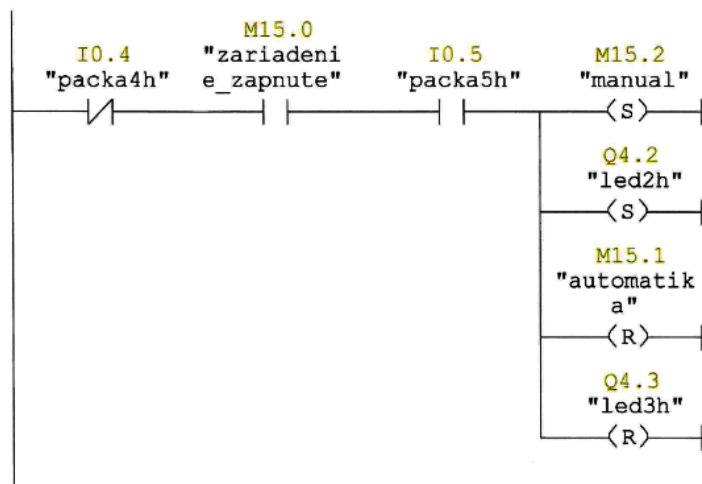 M15.0
I0.4 "zariadeni I0.5 M15.2
"packa4h" e_zapnute" "packa5h" "manual"
(S)
Q4.2
"led2h"
(S)
M15.1
"automatik
a"
(R)
Q4.3
"led3h"
(R)